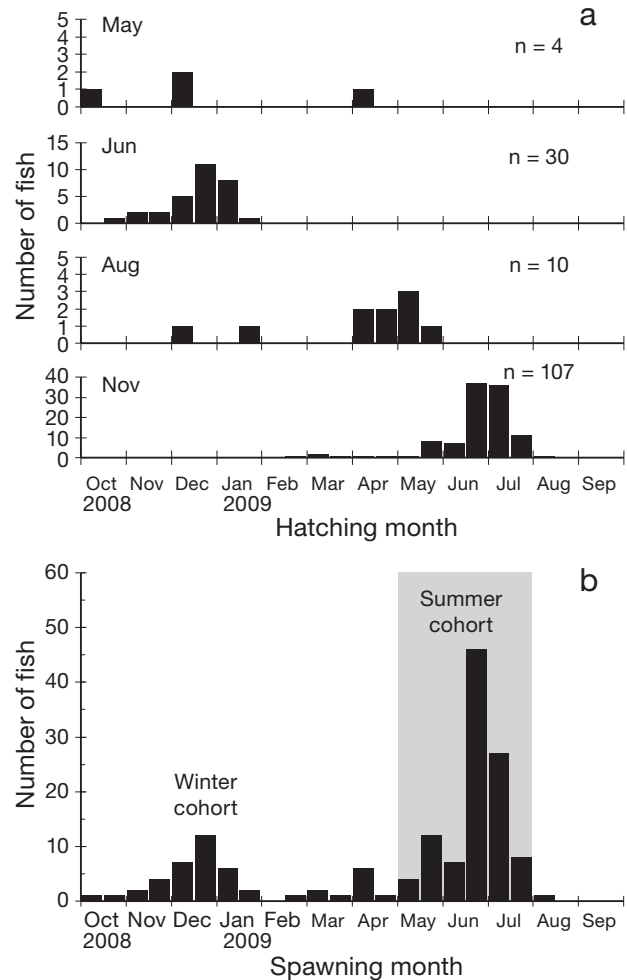 a
Number of fish
May
n = 4
5
4
3
2
1
0
Jun
n = 30
15
10
5
0
Aug
n = 10
5
4
3
2
1
0
Nov
n = 107
40
30
20
10
0
Oct Nov Dec Jan Feb Mar Apr May Jun Jul Aug Sep
2008 2009
Hatching month
b
Number of fish
60
50
40
30
20
10
0
Summer
cohort
Winter
cohort
Oct Nov Dec Jan Feb Mar Apr May Jun Jul Aug Sep
2008 2009
Spawning month